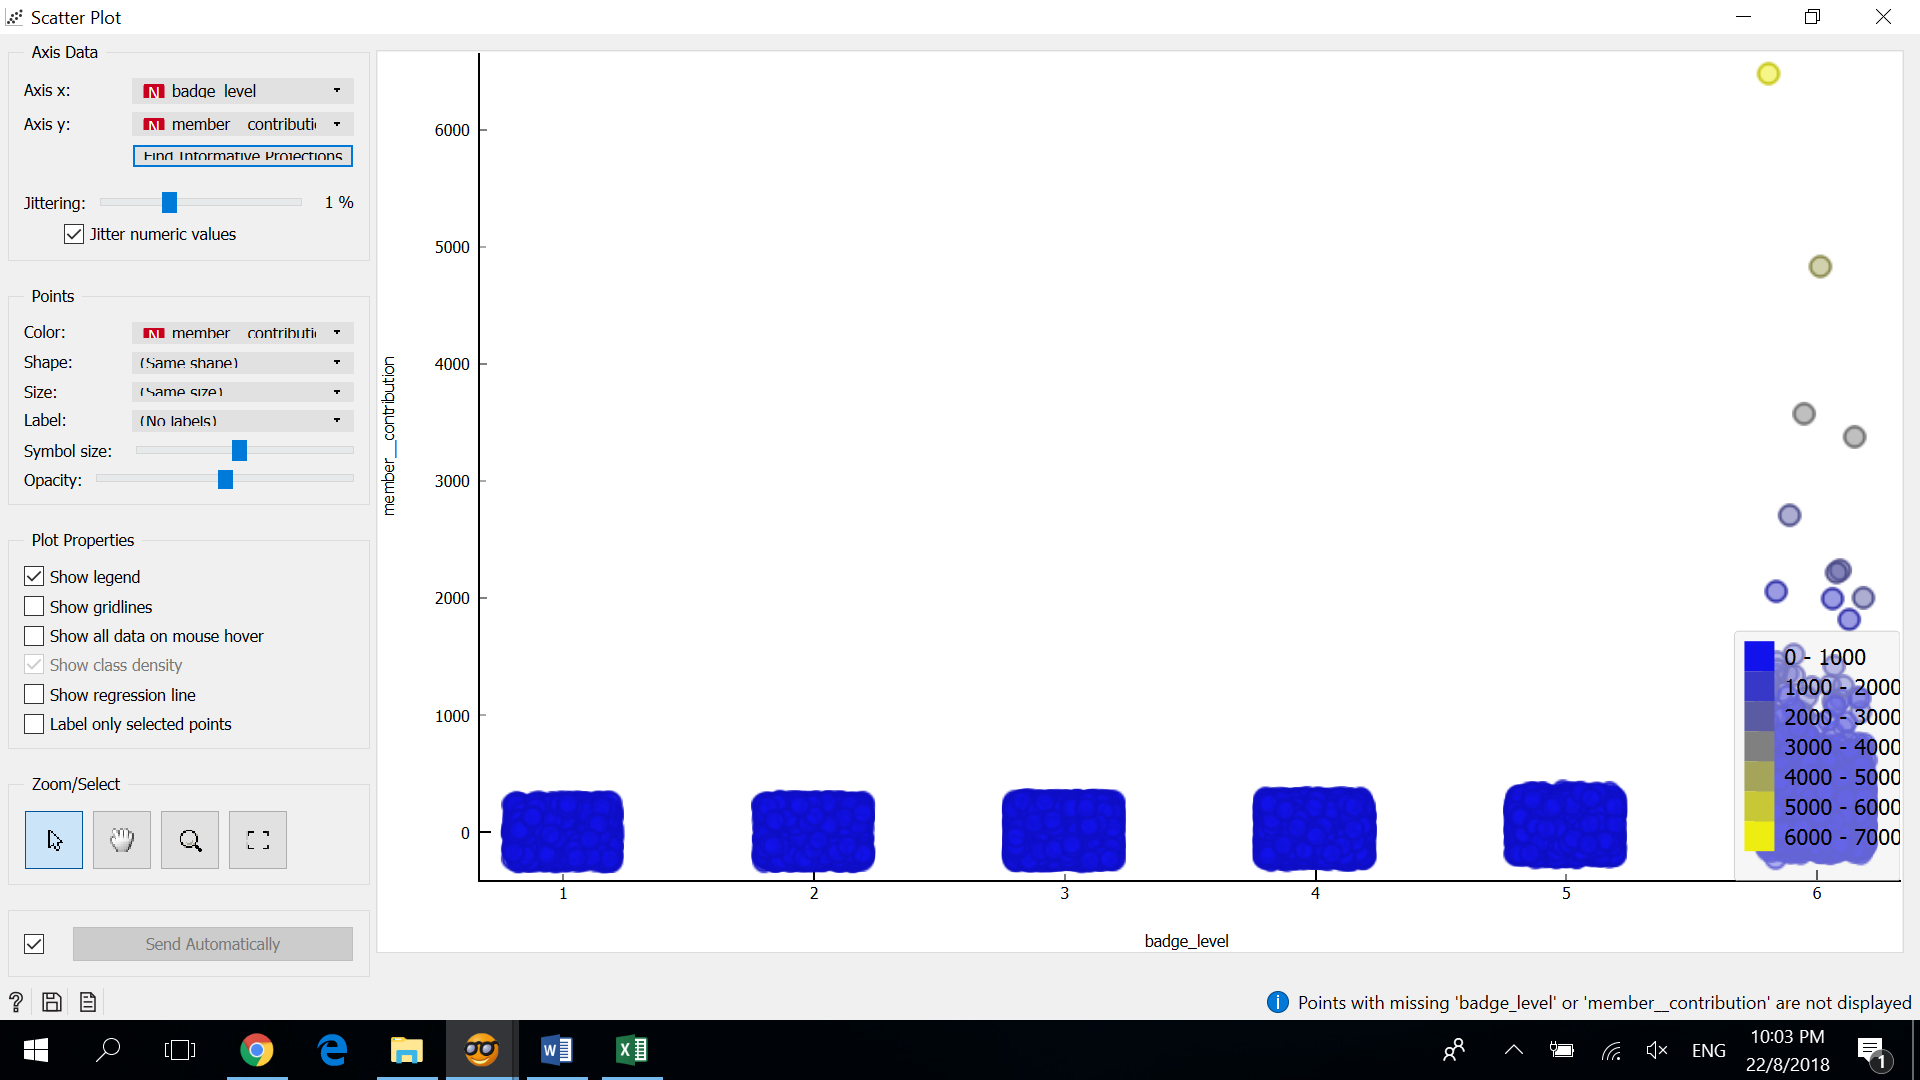 Scatter Plot
Axis Data
Axis x:
N badge_level
Axis y:
N member__contributi
Find Informative Projections
Jittering:
1 %
Jitter numeric values
Points
Color:
N member__contributi
Shape:
(Same shape)
Size:
(Same size)
Label:
(No labels)
Symbol size:
Opacity:
Plot Properties
Show legend
Show gridlines
Show all data on mouse hover
Show class density
Show regression line
Label only selected points
Zoom/Select
Send Automatically
member__contribution
6000
5000
4000
3000
2000
1000
0
1
2
3
4
5
6
badge_level
0 - 1000
1000 - 2000
2000 - 3000
3000 - 4000
4000 - 5000
5000 - 6000
6000 - 7000
Points with missing 'badge_level' or 'member__contribution' are not displayed
ENG
10:03 PM
22/8/2018
1